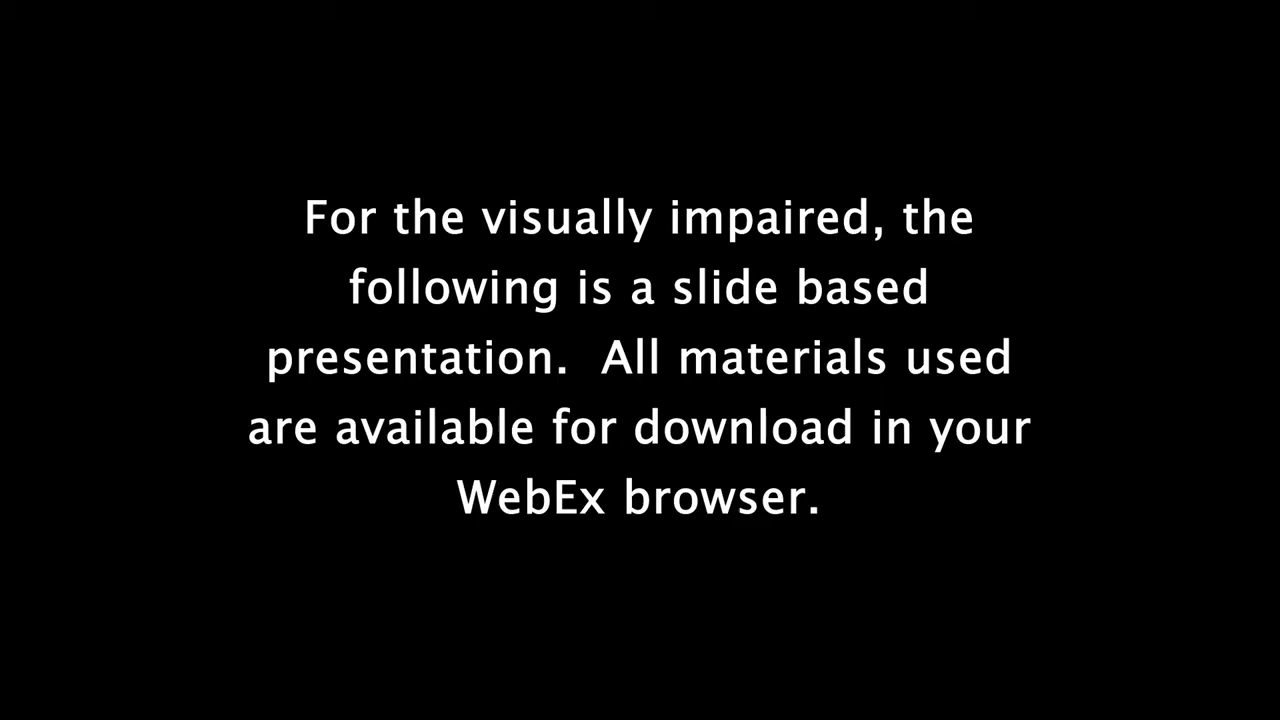 For the visually impaired, the
following is a slide based
presentation.  All materials used
are available for download in your
WebEx browser.